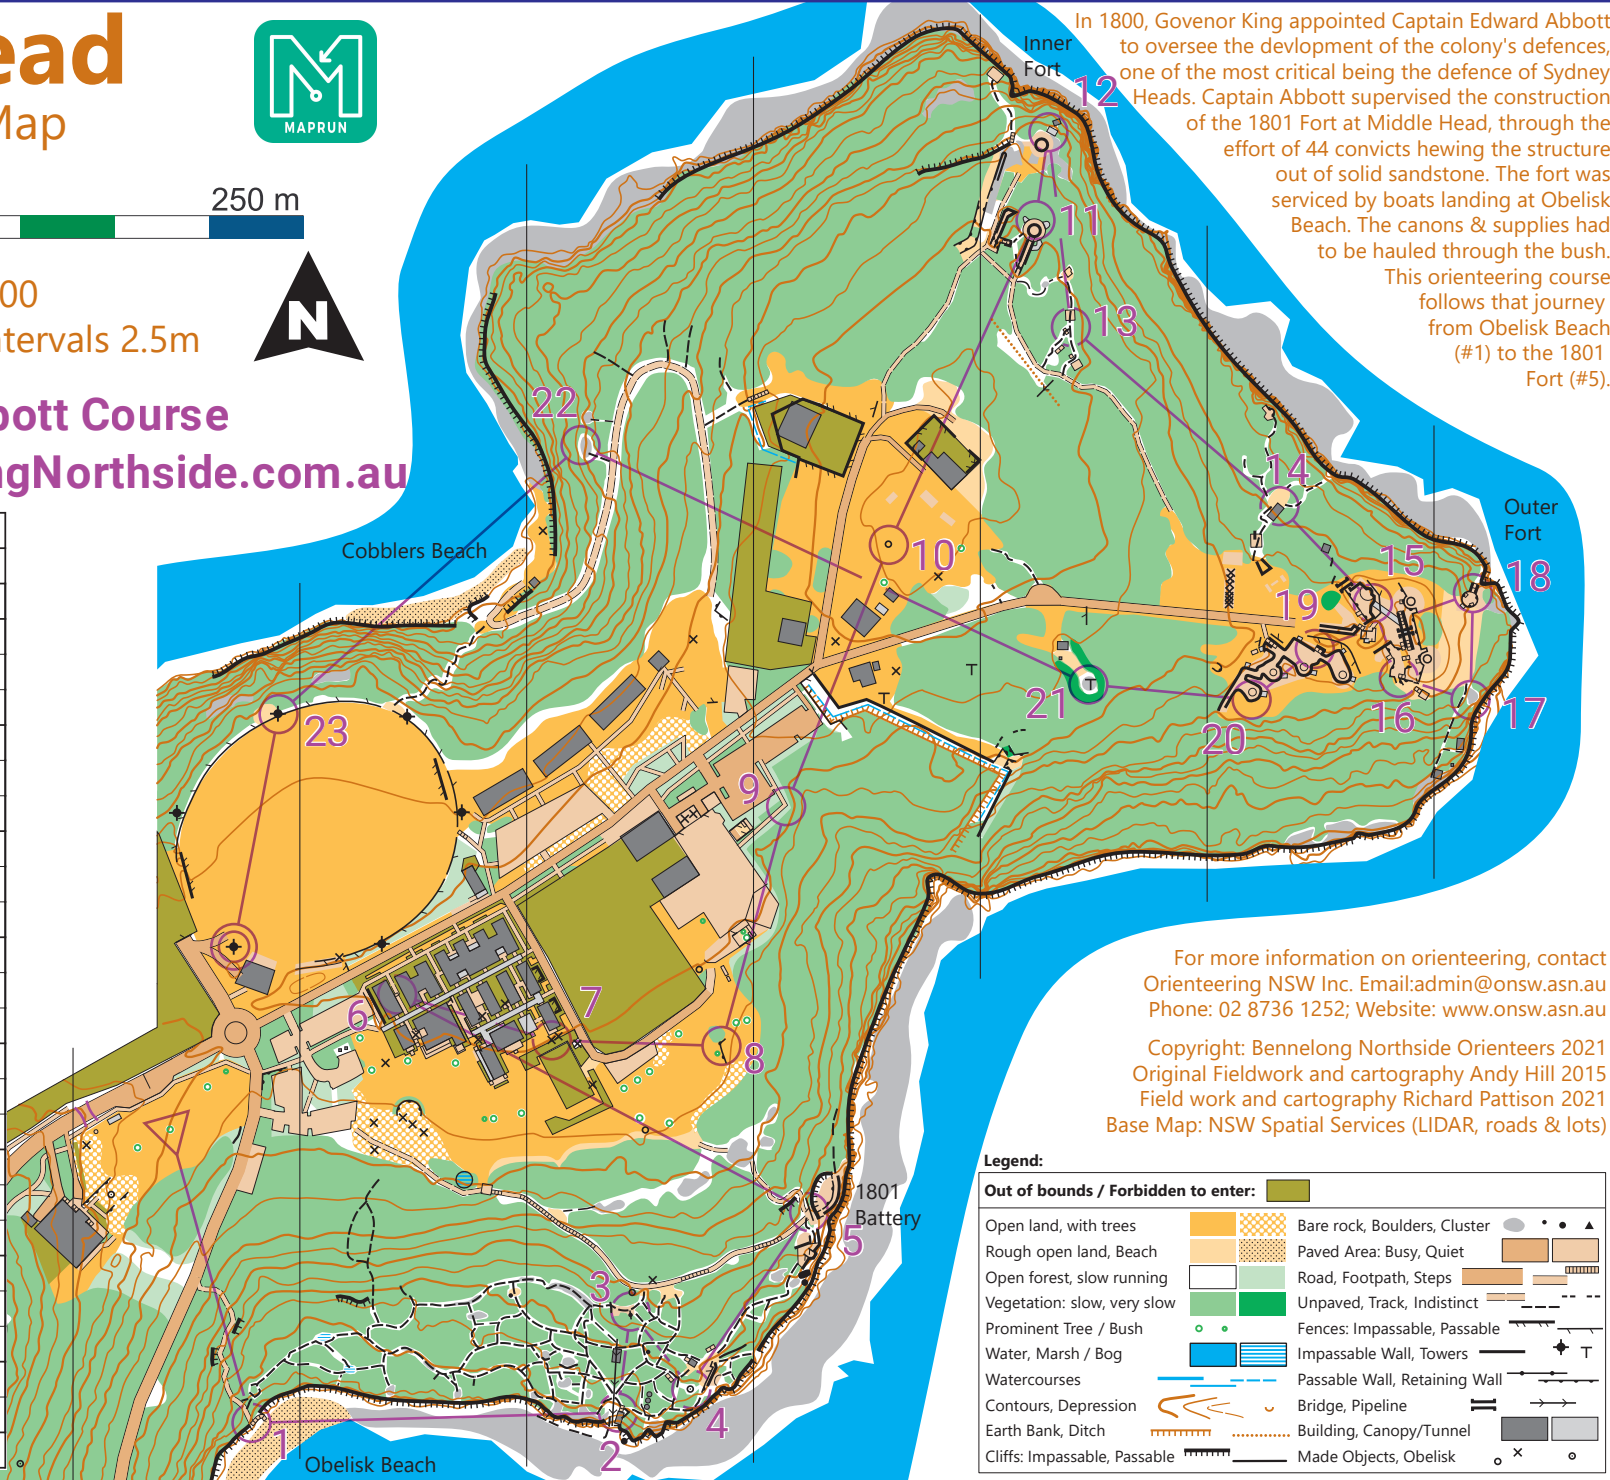 ead
Map
MAPRUN
250 m
00
ntervals 2.5m
N
bott Course
ngNorthside.com.au
In 1800, Govenor King appointed Captain Edward Abbott
to oversee the devlopment of the colony's defences,
one of the most critical being the defence of Sydney
Heads. Captain Abbott supervised the construction
of the 1801 Fort at Middle Head, through the
effort of 44 convicts hewing the structure
out of solid sandstone. The fort was
serviced by boats landing at Obelisk
Beach. The canons & supplies had
to be hauled through the bush.
This orienteering course
follows that journey
from Obelisk Beach
(#1) to the 1801
Fort (#5).
Inner
Fort
12
11
13
22
14
Cobblers Beach
10
Outer
Fort
15
18
19
21
16
17
20
23
9
6
7
8
1801
Battery
5
3
4
2
1
Obelisk Beach
For more information on orienteering, contact
Orienteering NSW Inc. Email:admin@onsw.asn.au
Phone: 02 8736 1252; Website: www.onsw.asn.au
Copyright: Bennelong Northside Orienteers 2021
Original Fieldwork and cartography Andy Hill 2015
Field work and cartography Richard Pattison 2021
Base Map: NSW Spatial Services (LIDAR, roads & lots)
Legend:
Out of bounds / Forbidden to enter:
Open land, with trees
Rough open land, Beach
Open forest, slow running
Vegetation: slow, very slow
Prominent Tree / Bush
Water, Marsh / Bog
Watercourses
Contours, Depression
Earth Bank, Ditch
Cliffs: Impassable, Passable
Bare rock, Boulders, Cluster
Paved Area: Busy, Quiet
Road, Footpath, Steps
Unpaved, Track, Indistinct
Fences: Impassable, Passable
Impassable Wall, Towers
Passable Wall, Retaining Wall
Bridge, Pipeline
Building, Canopy/Tunnel
Made Objects, Obelisk